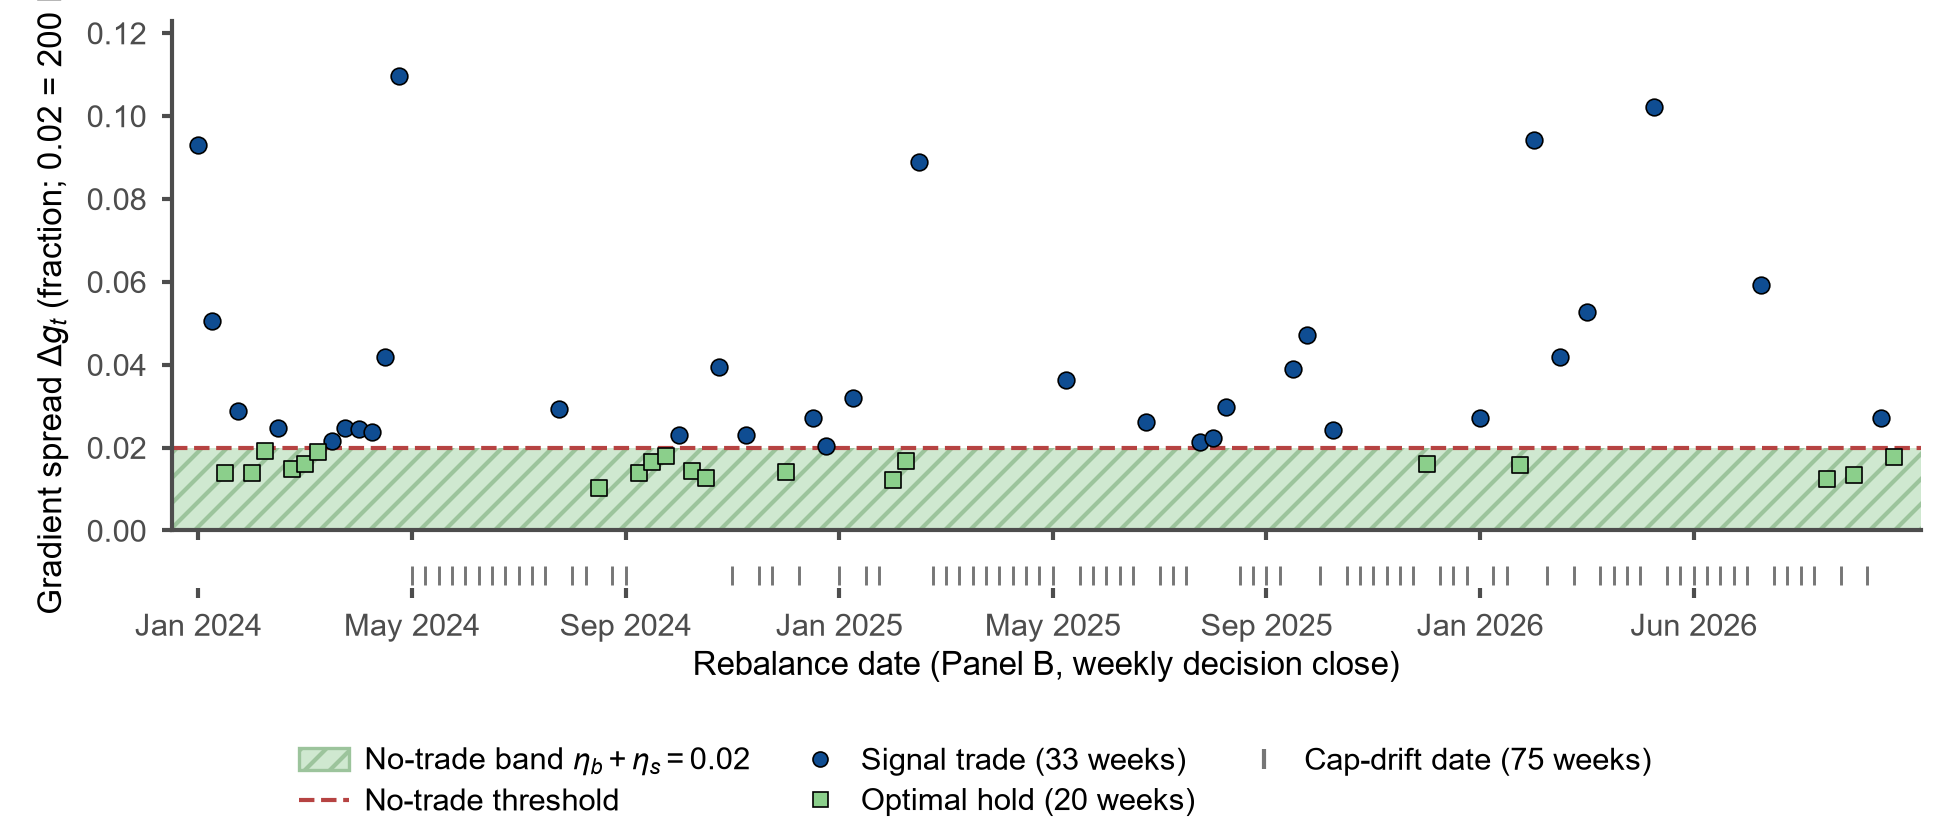 Gradient spread Δgt (fraction; 0.02 = 200
0.12
0.10
0.08
0.06
0.04
0.02
0.00
Jan 2024 May 2024 Sep 2024 Jan 2025 May 2025 Sep 2025 Jan 2026 Jun 2026
Rebalance date (Panel B, weekly decision close)
No-trade band ηb + ηs = 0.02
No-trade threshold
Signal trade (33 weeks)
Optimal hold (20 weeks)
Cap-drift date (75 weeks)